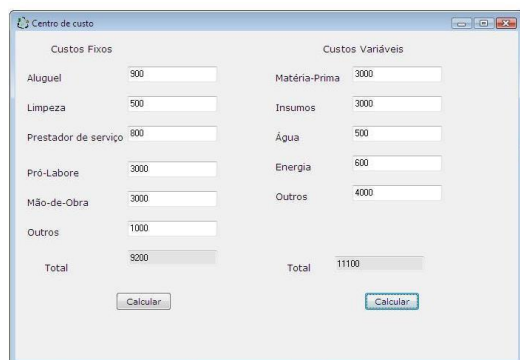 Centro de custo
Custos Fixos
Aluguel 900
Limpeza 500
Prestador de serviço 800
Pró-Labore 3000
Mão-de-Obra 3000
Outros 1000
Total 9200
Calcular
Custos Variáveis
Matéria-Prima 3000
Insumos 3000
Água 500
Energia 600
Outros 4000
Total 11100
Calcular